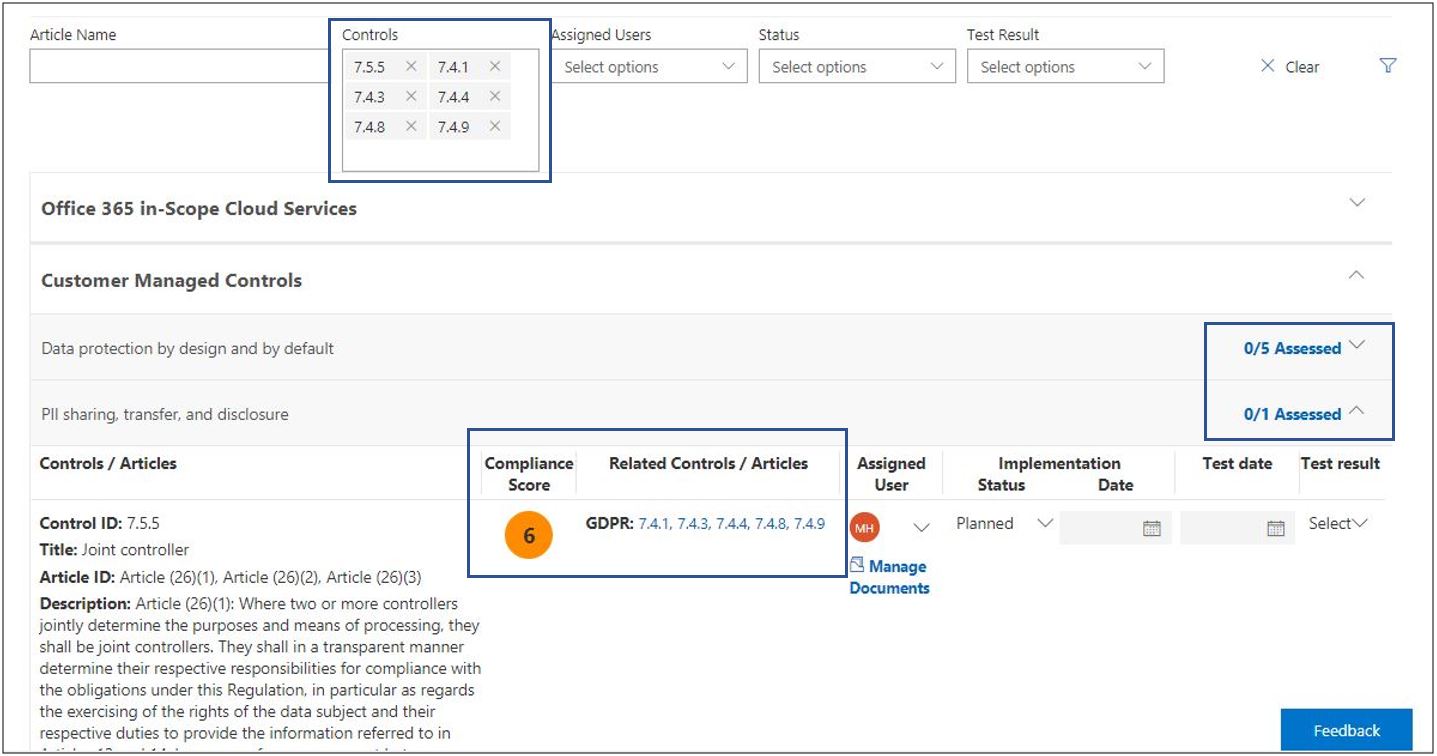 Article Name Controls Assigned Users Status Test Result
7.5.5 7.4.1 Select options Select options Select options Clear
7.4.3 7.4.4
7.4.8 7.4.9
Office 365 in-Scope Cloud Services
Customer Managed Controls
Data protection by design and by default 0/5 Assessed
PII sharing, transfer, and disclosure 0/1 Assessed
Controls / Articles Compliance Score Related Controls / Articles Assigned User Implementation Status Date Test date Test result
Control ID: 7.5.5
Title: Joint controller
Article ID: Article (26)(1), Article (26)(2), Article (26)(3)
Description: Article (26)(1): Where two or more controllers
jointly determine the purposes and means of processing, they
shall be joint controllers. They shall in a transparent manner
determine their respective responsibilities for compliance with
the obligations under this Regulation, in particular as regards
the exercising of the rights of the data subject and their
respective duties to provide the information referred to in
6
GDPR: 7.4.1, 7.4.3, 7.4.4, 7.4.8, 7.4.9
MH
Manage
Documents
Planned
Select
Feedback